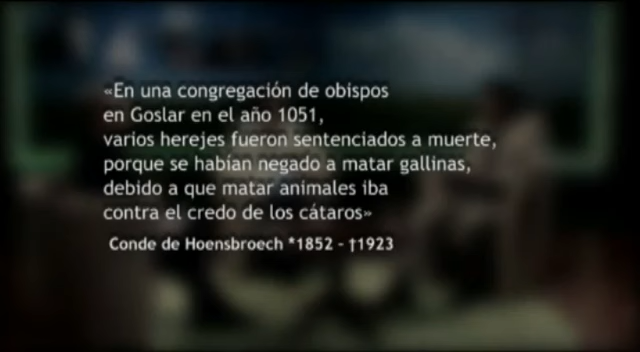 «En una congregación de obispos
en Goslar en el año 1051,
varios herejes fueron sentenciados a muerte,
porque se habían negado a matar gallinas,
debido a que matar animales iba
contra el credo de los cátaros»
Conde de Hoensbroech *1852 - †1923